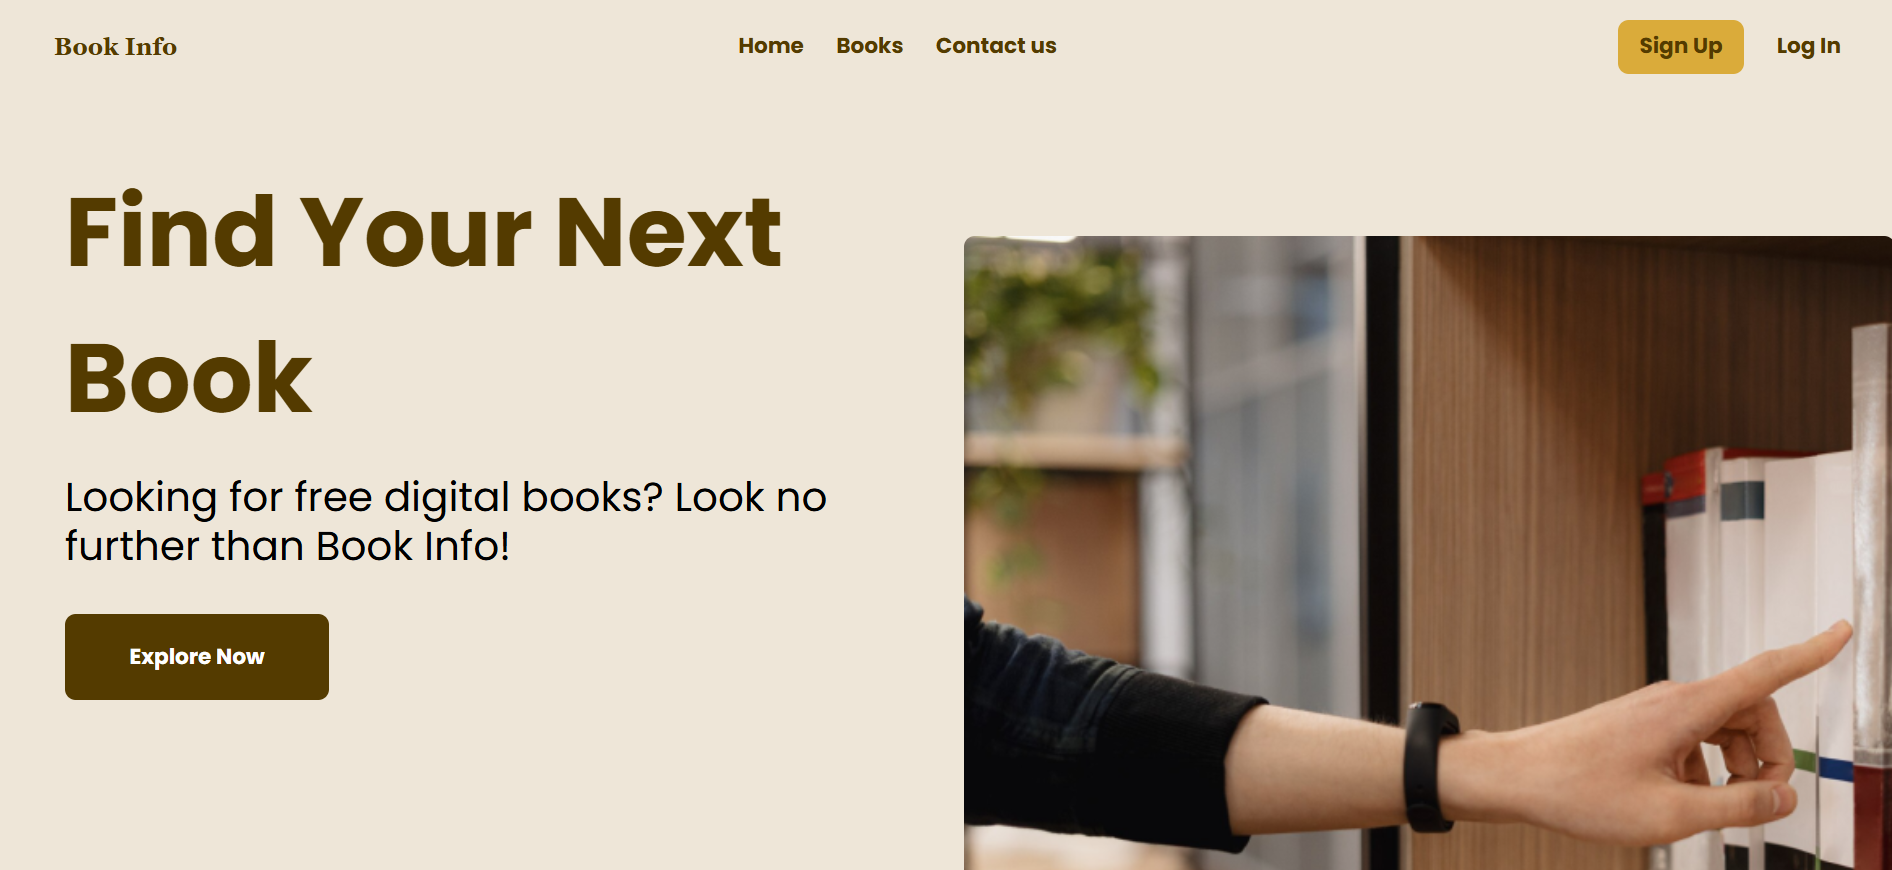 Book Info
Home Books Contact us
Sign Up Log In
Find Your Next
Book
Looking for free digital books? Look no
further than Book Info!
Explore Now